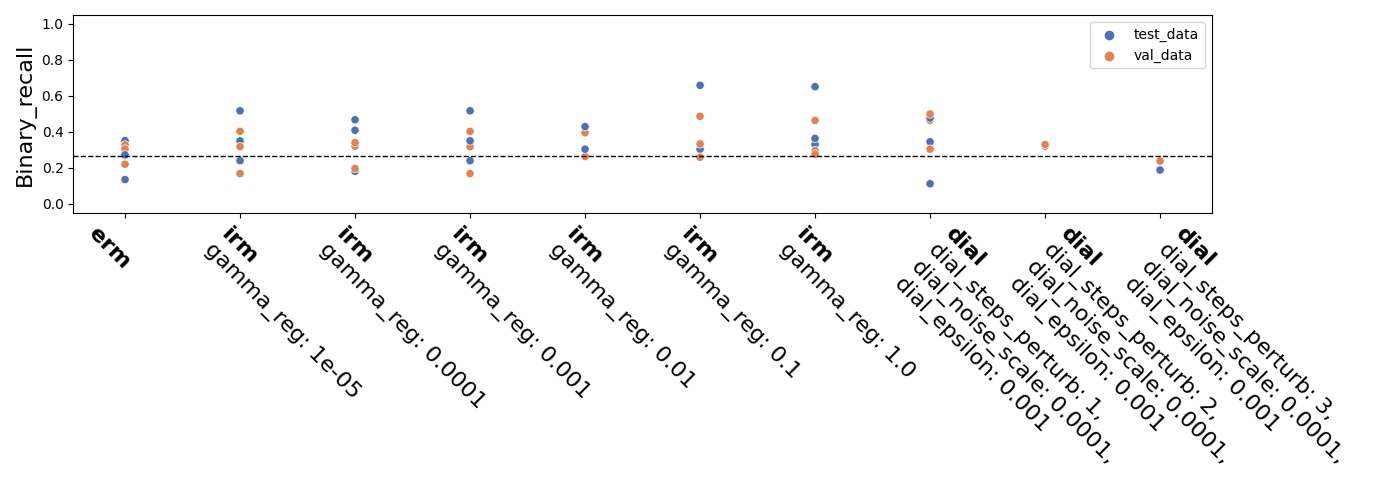 Binary_recall
1.0
0.8
0.6
0.4
0.2
0.0
test_data
val_data
erm
irm
gamma_reg: 1e-05
irm
gamma_reg: 0.0001
irm
gamma_reg: 0.001
irm
gamma_reg: 0.01
irm
gamma_reg: 0.1
irm
gamma_reg: 1.0
dial
dial_steps_perturb: 1,
dial_noise_scale: 0.0001,
dial_epsilon: 0.001
dial
dial_steps_perturb: 2,
dial_noise_scale: 0.0001,
dial_epsilon: 0.001
dial
dial_steps_perturb: 3,
dial_noise_scale: 0.0001,
dial_epsilon: 0.001